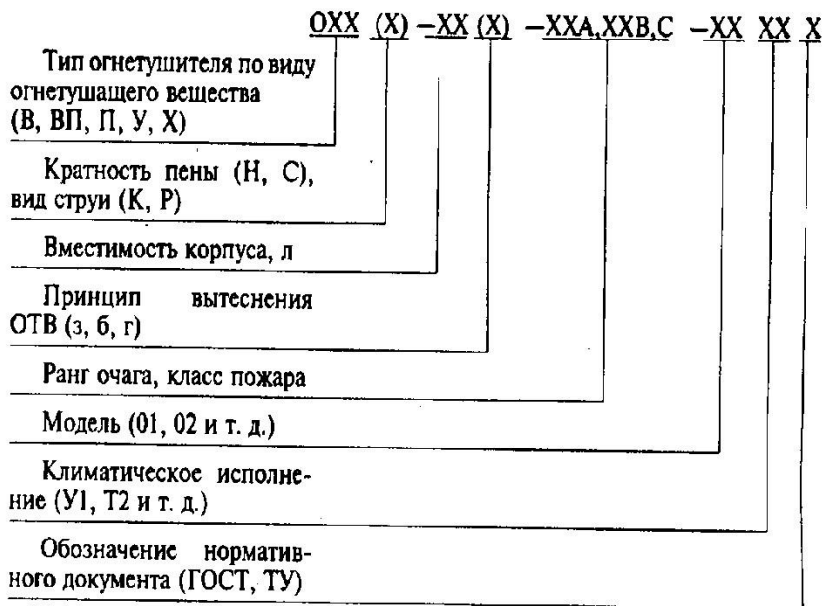 ОХХ (Х) –ХХ (Х) –ХХА,ХХВ,С –ХХ ХХ Х
Тип огнетушителя по виду
огнетушащего вещества
(В, ВП, П, У, Х)
Кратность пены (Н, С),
вид струи (К, Р)
Вместимость корпуса, л
Принцип вытеснения
ОТВ (з, б, г)
Ранг очага, класс пожара
Модель (01, 02 и т. д.)
Климатическое исполне-
ние (У1, Т2 и т. д.)
Обозначение норматив-
ного документа (ГОСТ, ТУ)